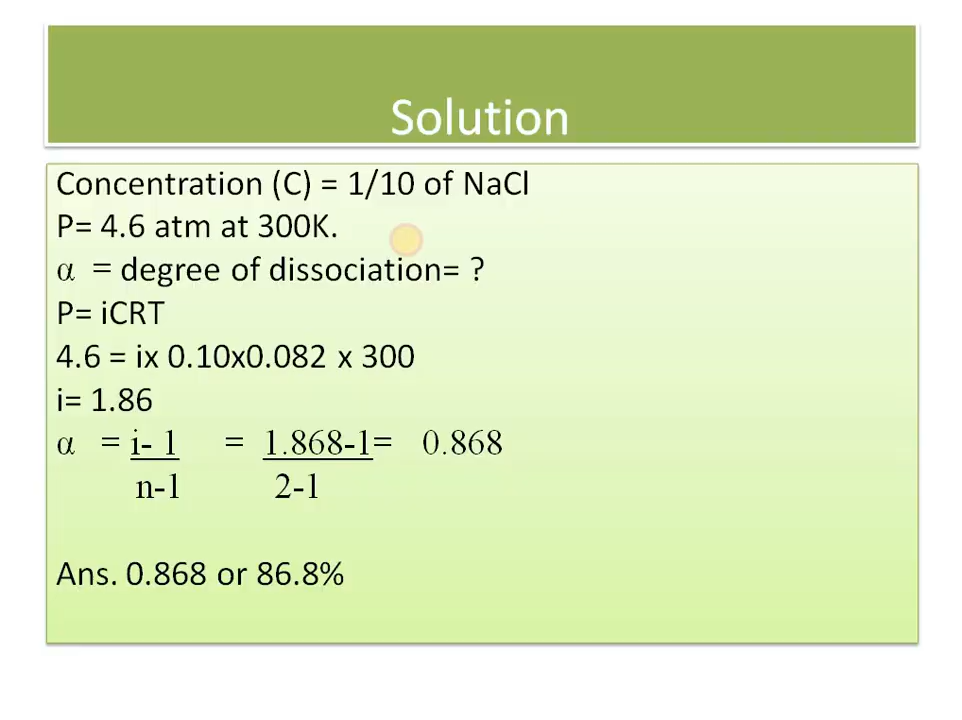 Solution
Concentration (C) = 1/10 of NaCl
P= 4.6 atm at 300K.
α = degree of dissociation= ?
P= iCRT
4.6 = ix 0.10x0.082 x 300
i= 1.86
α = i- 1 = 1.868-1= 0.868
n-1 2-1
Ans. 0.868 or 86.8%